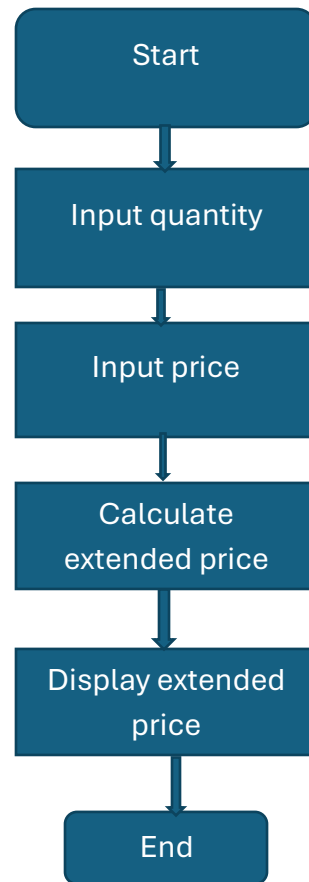 Start
Input quantity
Input price
Calculate
extended price
Display extended
price
End